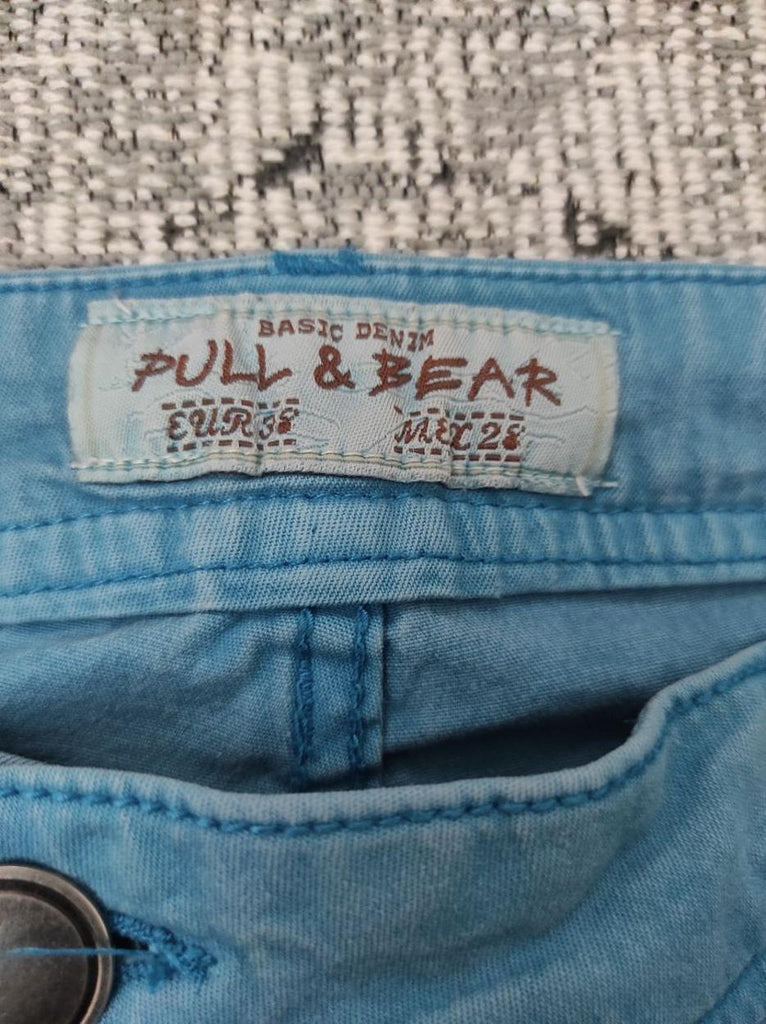 BASIC DENIM
PULL & BEAR
EUR 38 MEX 28